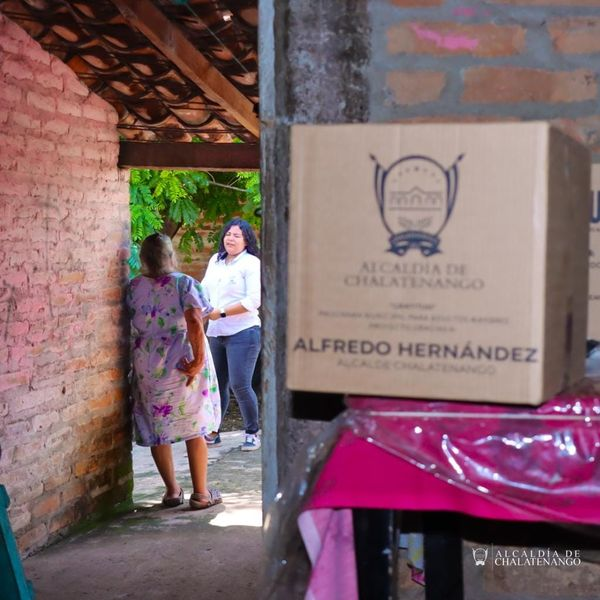 ALCALDÍA DE
CHALATENANGO
ALFREDO HERNÁNDEZ
ALCALDE CHALATENANGO
ALCALDÍA DE
CHALATENANGO